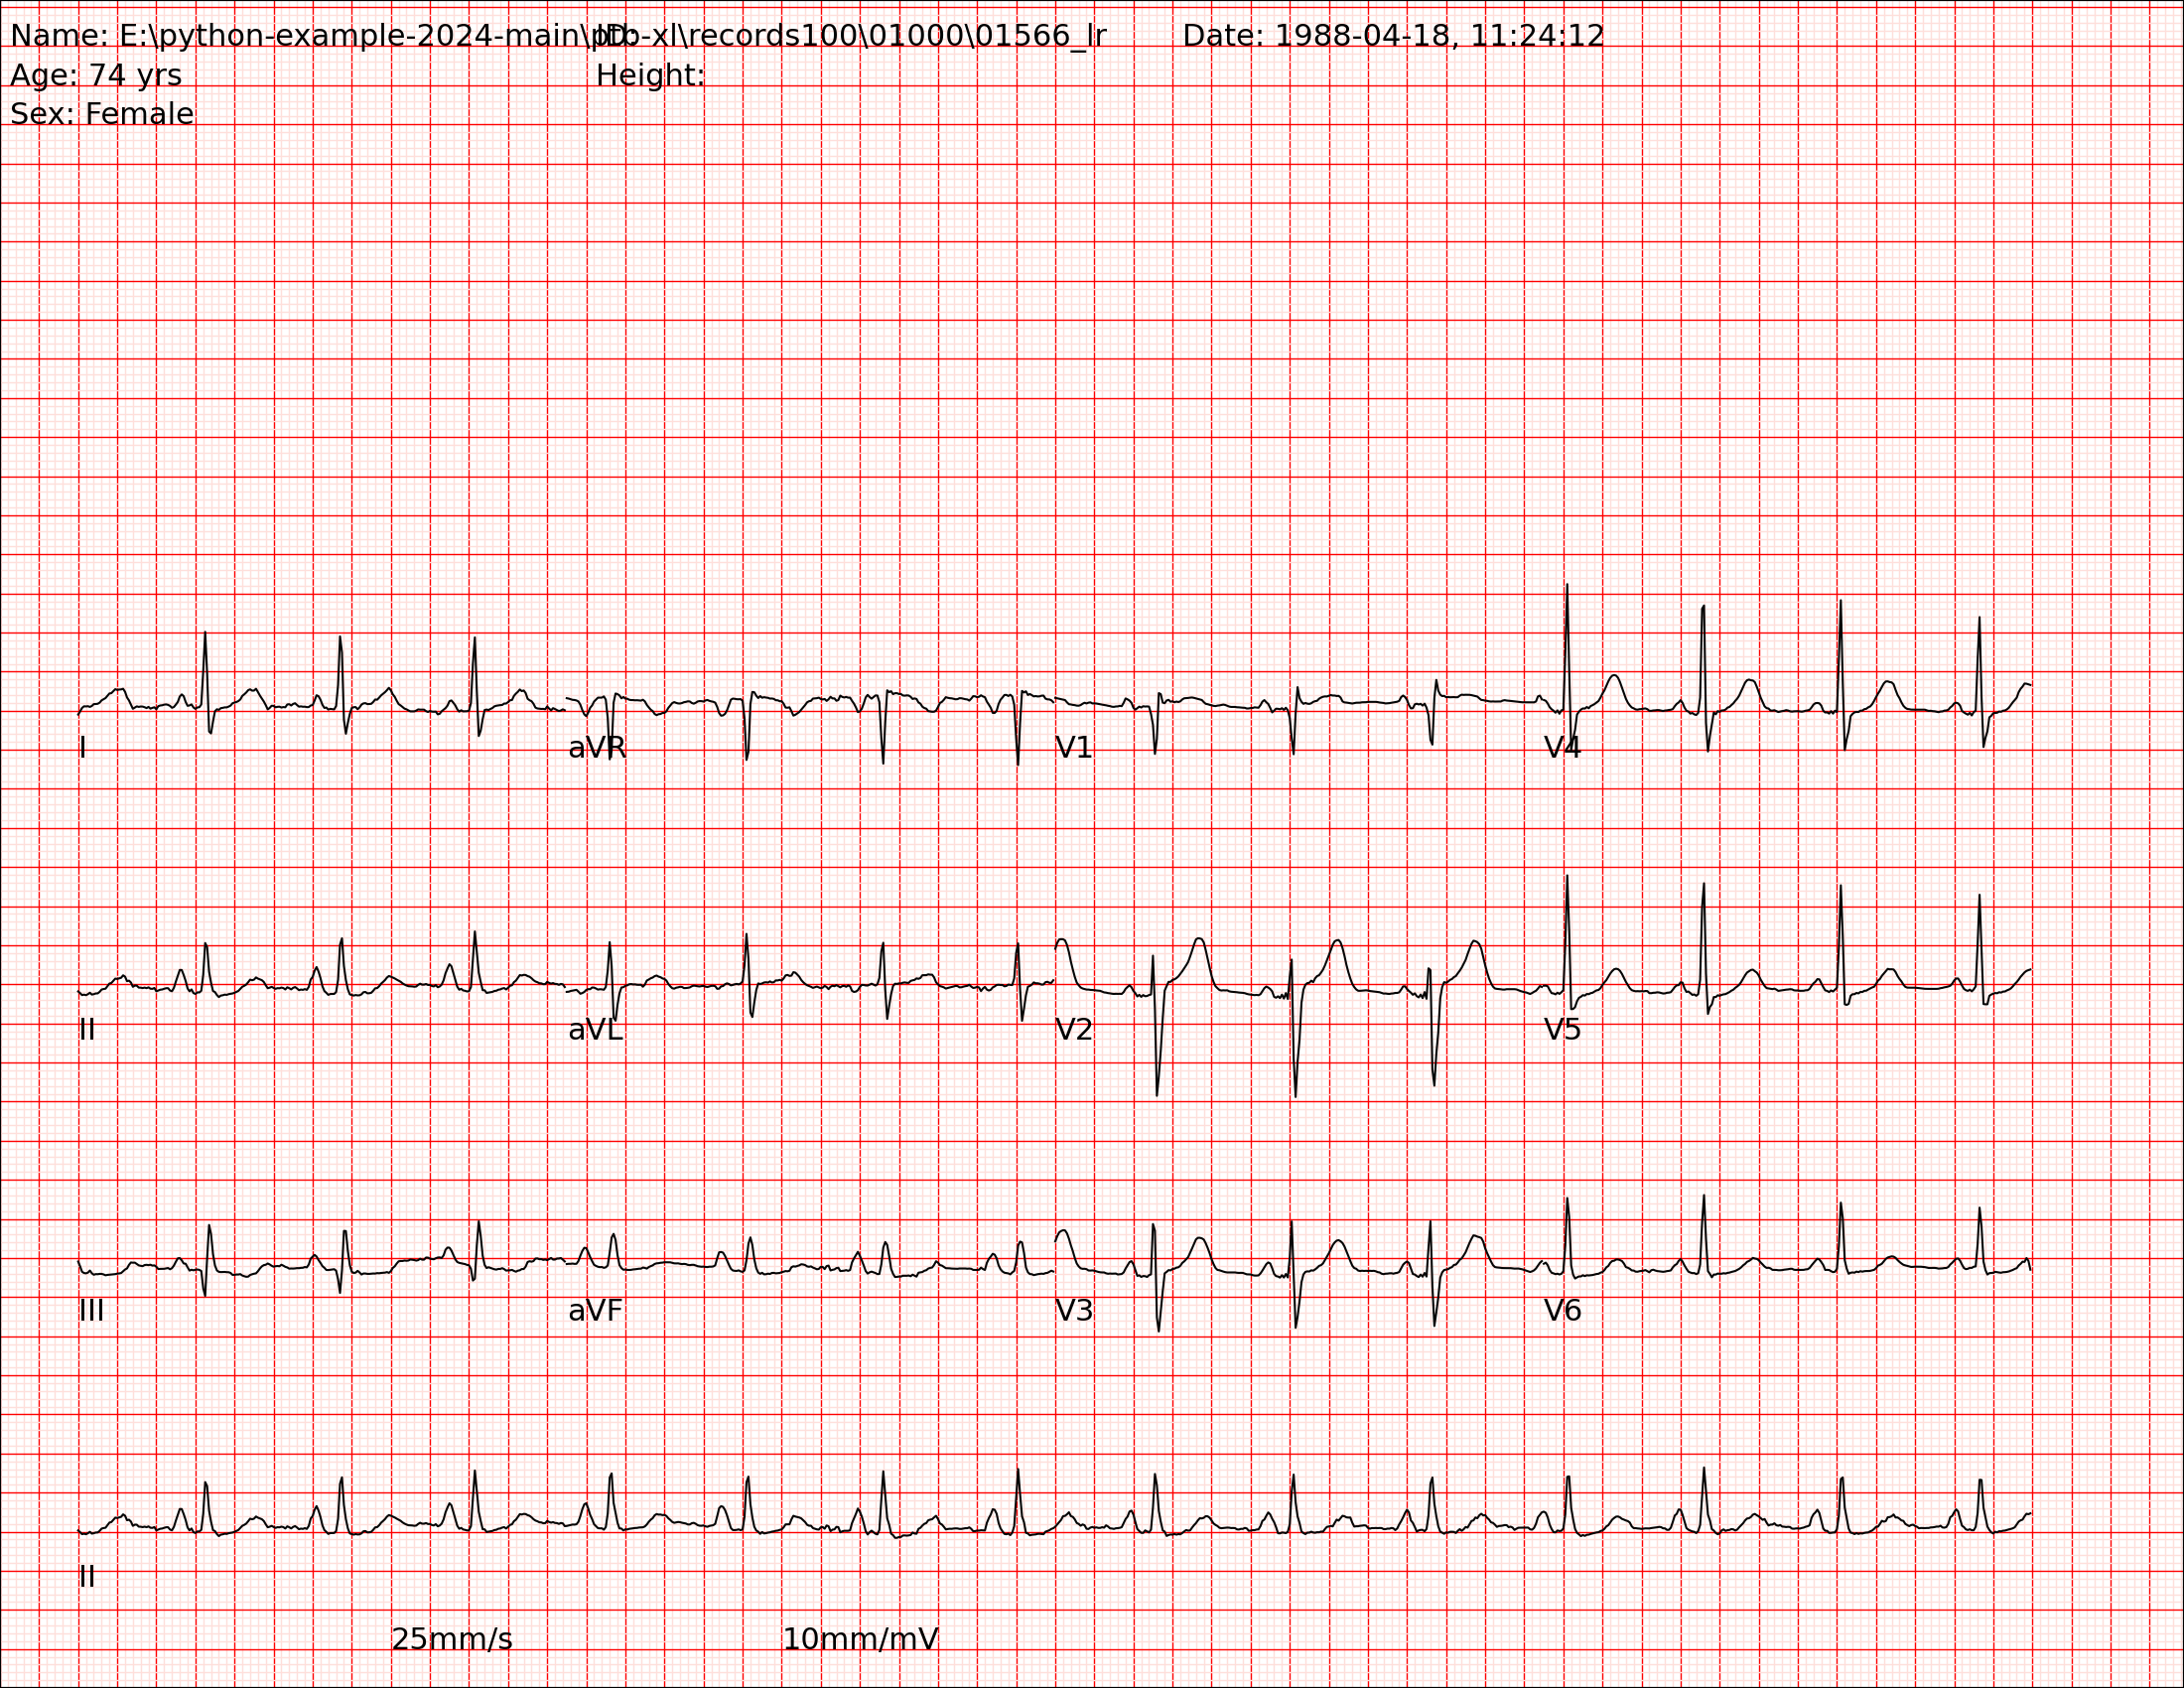 Name: E:\python-example-2024-main\ptb-xl\records100\01000\01566_lr ID: Date: 1988-04-18, 11:24:12
Age: 74 yrs Height:
Sex: Female
I aVR V1 V4
II aVL V2 V5
III aVF V3 V6
II
25mm/s 10mm/mV